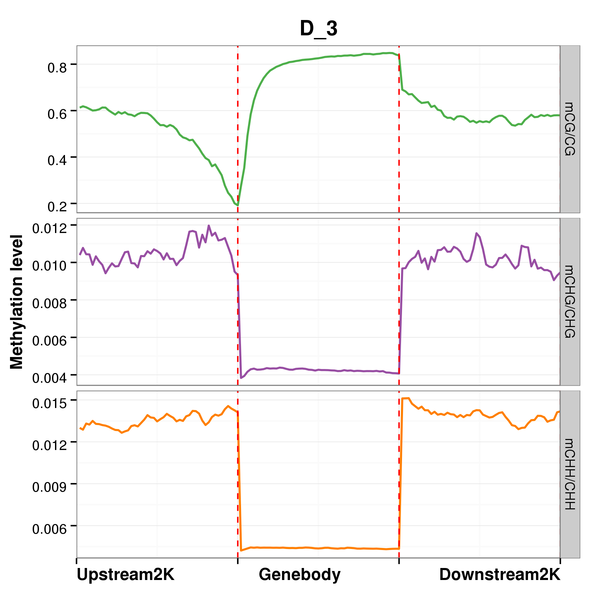 D_3
Methylation level
0.8
0.6
0.4
0.2
mCG/CG
0.012
0.010
0.008
0.006
0.004
mCHG/CHG
0.015
0.012
0.009
0.006
mCHH/CHH
Upstream2K
Genebody
Downstream2K